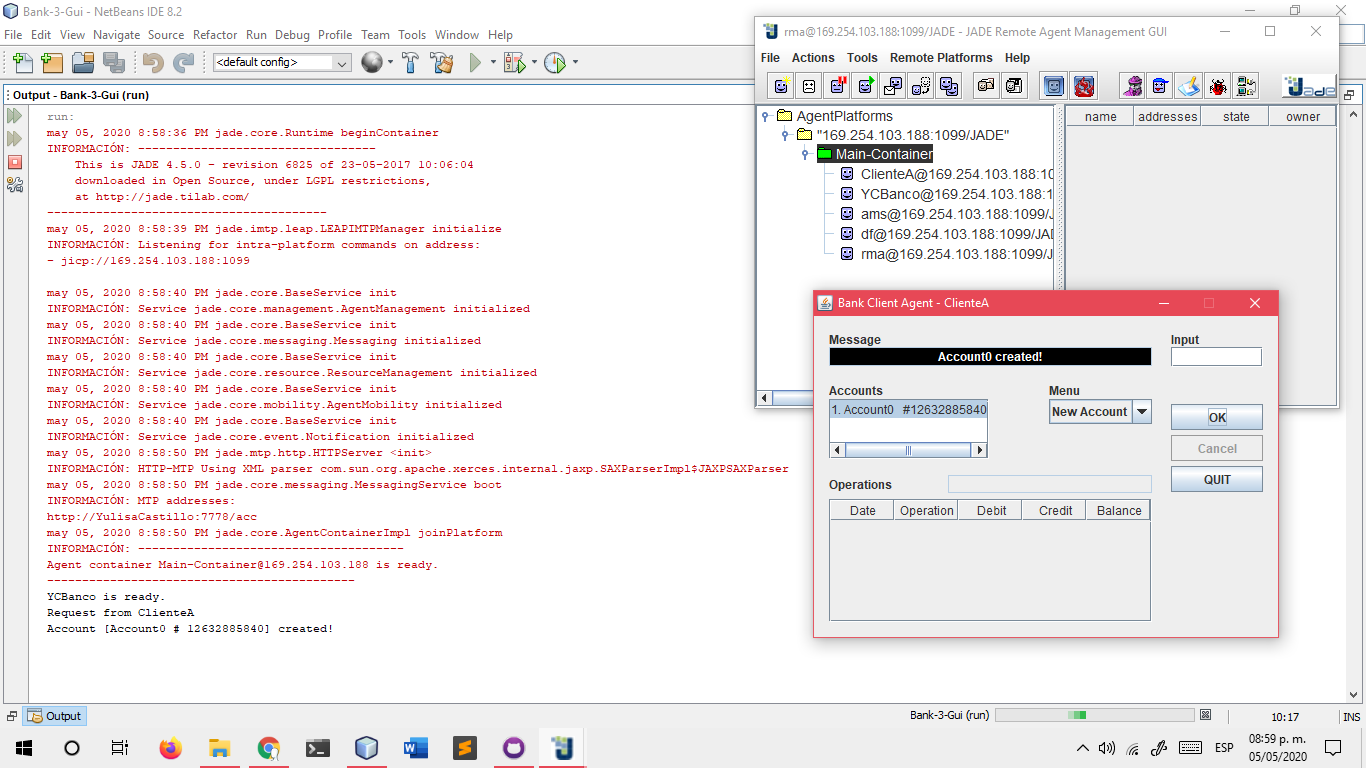 Bank-3-Gui - NetBeans IDE 8.2
File Edit View Navigate Source Refactor Run Debug Profile Team Tools Window Help
<default config>
Output - Bank-3-Gui (run)
run:
may 05, 2020 8:58:36 PM jade.core.Runtime beginContainer
INFORMACIÓN: ----------------------------------
This is JADE 4.5.0 - revision 6825 of 23-05-2017 10:06:04
downloaded in Open Source, under LGPL restrictions,
at http://jade.tilab.com/
----------------------------------------
may 05, 2020 8:58:39 PM jade.imtp.leap.LEAPIMTPManager initialize
INFORMACIÓN: Listening for intra-platform commands on address:
- jicp://169.254.103.188:1099
may 05, 2020 8:58:40 PM jade.core.BaseService init
INFORMACIÓN: Service jade.core.management.AgentManagement initialized
may 05, 2020 8:58:40 PM jade.core.BaseService init
INFORMACIÓN: Service jade.core.messaging.Messaging initialized
may 05, 2020 8:58:40 PM jade.core.BaseService init
INFORMACIÓN: Service jade.core.resource.ResourceManagement initialized
may 05, 2020 8:58:40 PM jade.core.BaseService init
INFORMACIÓN: Service jade.core.mobility.AgentMobility initialized
may 05, 2020 8:58:40 PM jade.core.BaseService init
INFORMACIÓN: Service jade.core.event.Notification initialized
may 05, 2020 8:58:50 PM jade.mtp.http.HTTPServer <init>
INFORMACIÓN: HTTP-MTP Using XML parser com.sun.org.apache.xerces.internal.jaxp.SAXParserImpl$JAXPSAXParser
may 05, 2020 8:58:50 PM jade.core.messaging.MessagingService boot
INFORMACIÓN: MTP addresses:
http://YulisaCastillo:7778/acc
may 05, 2020 8:58:50 PM jade.core.AgentContainerImpl joinPlatform
INFORMACIÓN: --------------------------------------
Agent container Main-Container@169.254.103.188 is ready.
--------------------------------------------
YCBanco is ready.
Request from ClienteA
Account [Account0 # 12632885840] created!
rma@169.254.103.188:1099/JADE - JADE Remote Agent Management GUI
File Actions Tools Remote Platforms Help
Jade
AgentPlatforms
"169.254.103.188:1099/JADE"
Main-Container
ClienteA@169.254.103.188:10
YCBanco@169.254.103.188:1
ams@169.254.103.188:1099/J
df@169.254.103.188:1099/JAD
rma@169.254.103.188:1099/J
name addresses state owner
Bank Client Agent - ClienteA
Message
Input
Account0 created!
Accounts
Menu
1. Account0 #12632885840
New Account
OK
Cancel
QUIT
Operations
Date Operation Debit Credit Balance
Output
Bank-3-Gui (run)
10:17 INS
ESP
08:59 p. m.
05/05/2020